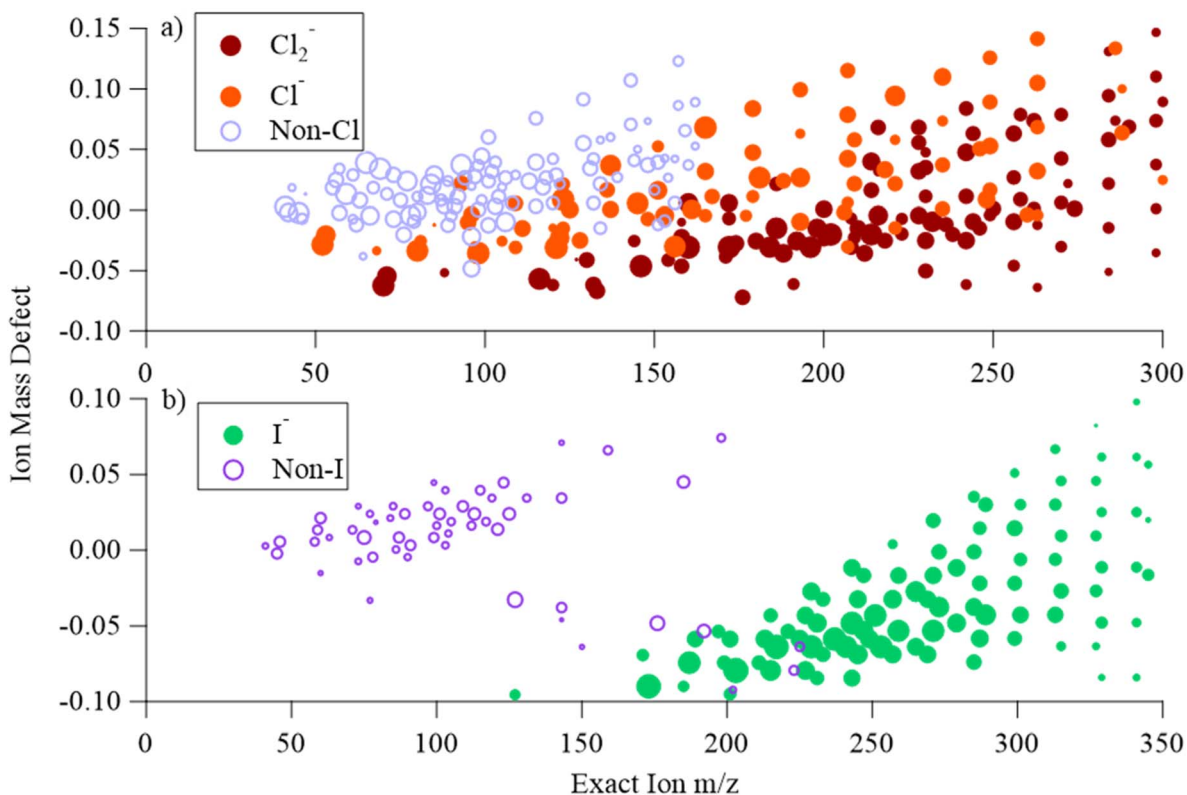 a)
Cl2-
Cl-
Non-Cl
0.15
0.10
0.05
0.00
-0.05
-0.10
0 50 100 150 200 250 300
Ion Mass Defect
b)
I-
Non-I
0.10
0.05
0.00
-0.05
-0.10
0 50 100 150 200 250 300 350
Exact Ion m/z